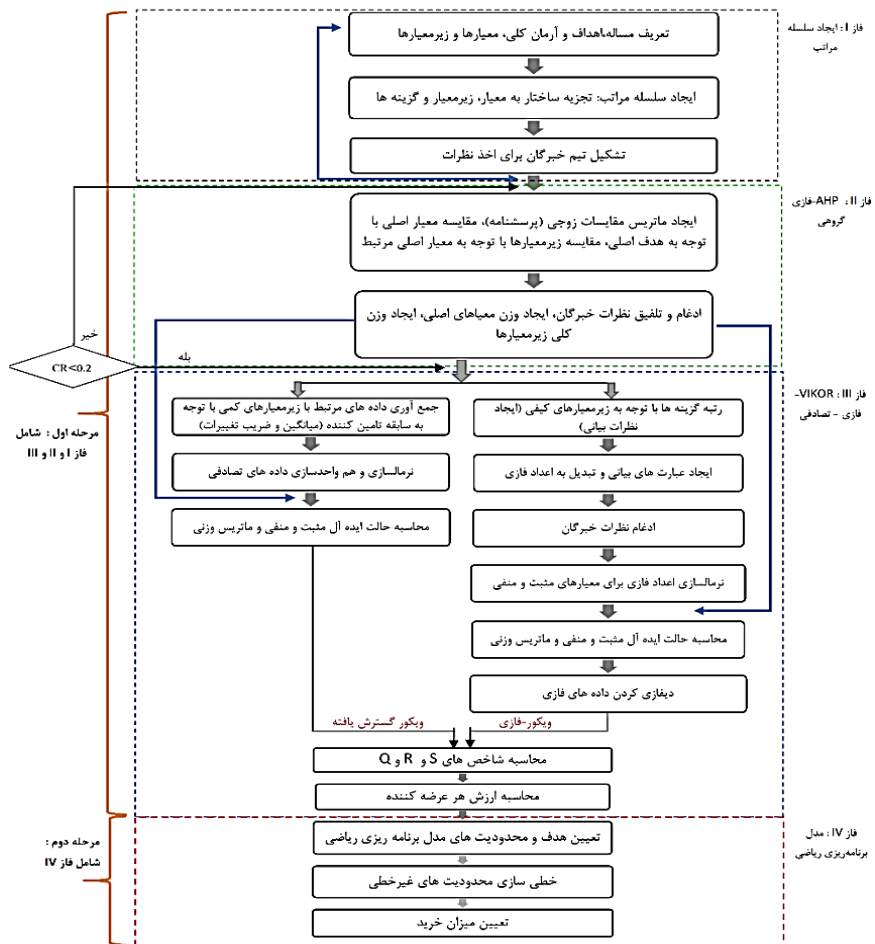 فاز I : ایجاد سلسله
مراتب
تعریف مساله،اهداف و آرمان کلی، معیارها و زیرمعیارها
ایجاد سلسله مراتب: تجزیه ساختار به معیار، زیرمعیار و گزینه ها
تشکیل تیم خبرگان برای اخذ نظرات
فاز II : AHP-فازی
گروهی
ایجاد ماتریس مقایسات زوجی (پرسشنامه)، مقایسه معیار اصلی با
توجه به هدف اصلی، مقایسه زیرمعیارها با توجه به معیار اصلی مرتبط
ادغام و تلفیق نظرات خبرگان، ایجاد وزن معیاهای اصلی، ایجاد وزن
کلی زیرمعیارها
خیر
CR<0.2
بله
فاز III : VIKOR-
فازی - تصادفی
رتبه گزینه ها با توجه به زیرمعیارهای کیفی (ایجاد
نظرات بیانی)
ایجاد عبارت های بیانی و تبدیل به اعداد فازی
ادغام نظرات خبرگان
نرمالسازی اعداد فازی برای معیارهای مثبت و منفی
محاسبه حالت ایده آل مثبت و منفی و ماتریس وزنی
دیفازی کردن داده های فازی
ویکور-فازی
جمع آوری داده های مرتبط با زیرمعیارهای کمی با توجه
به سابقه تامین کننده (میانگین و ضریب تغییرات)
نرمالسازی و هم واحدسازی داده های تصادفی
محاسبه حالت ایده آل مثبت و منفی و ماتریس وزنی
ویکور گسترش یافته
مرحله اول : شامل
فاز I و II و III
محاسبه شاخص های S و R و Q
محاسبه ارزش هر عرضه کننده
فاز IV : مدل
برنامه‌ریزی ریاضی
تعیین هدف و محدودیت های مدل برنامه ریزی ریاضی
خطی سازی محدودیت های غیرخطی
تعیین میزان خرید
مرحله دوم :
شامل فاز IV